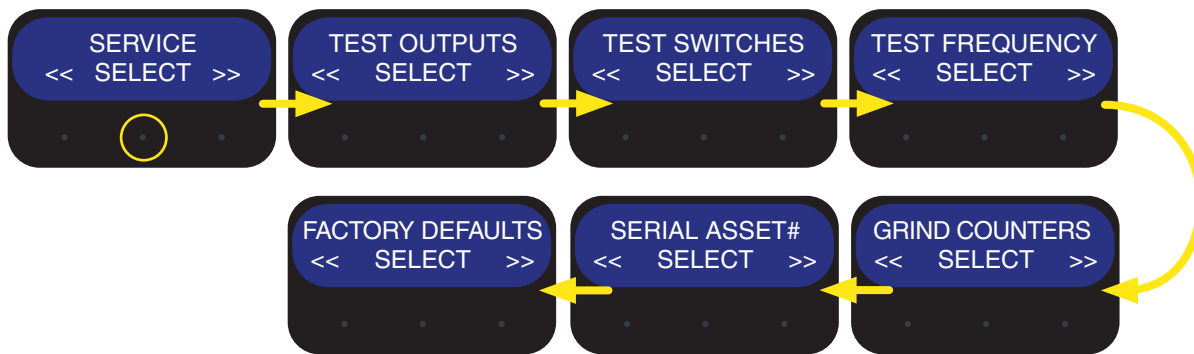 SERVICE
<< SELECT >>
TEST OUTPUTS
<< SELECT >>
TEST SWITCHES
<< SELECT >>
TEST FREQUENCY
<< SELECT >>
GRIND COUNTERS
<< SELECT >>
SERIAL ASSET#
<< SELECT >>
FACTORY DEFAULTS
<< SELECT >>